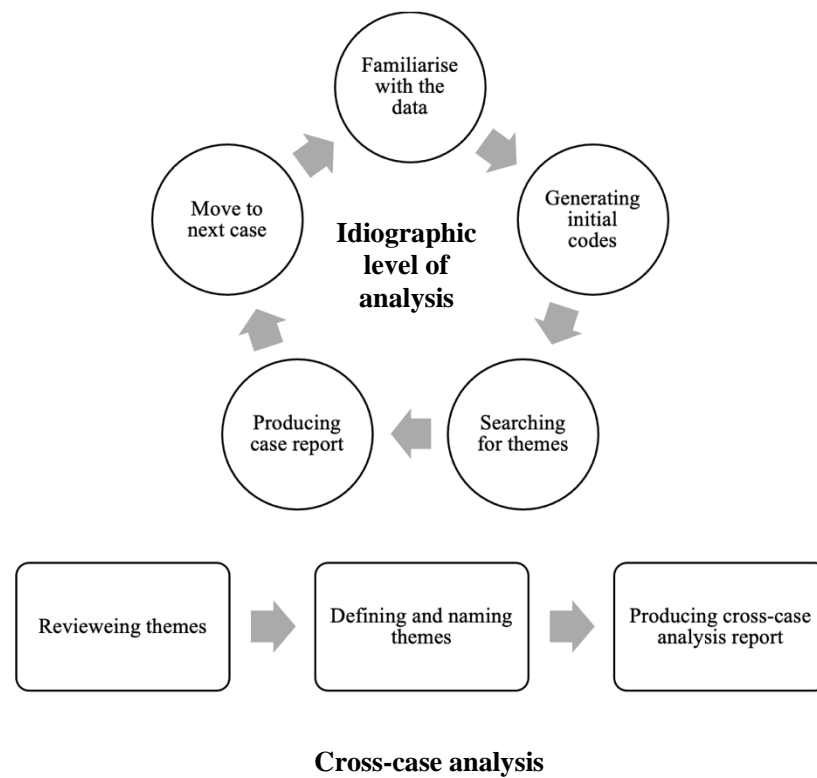 Familiarise
with the
data
Move to
next case
Generating
initial
codes
Idiographic
level of
analysis
Producing
case report
Searching
for themes
Revieweing themes
Defining and naming
themes
Producing cross-case
analysis report
Cross-case analysis